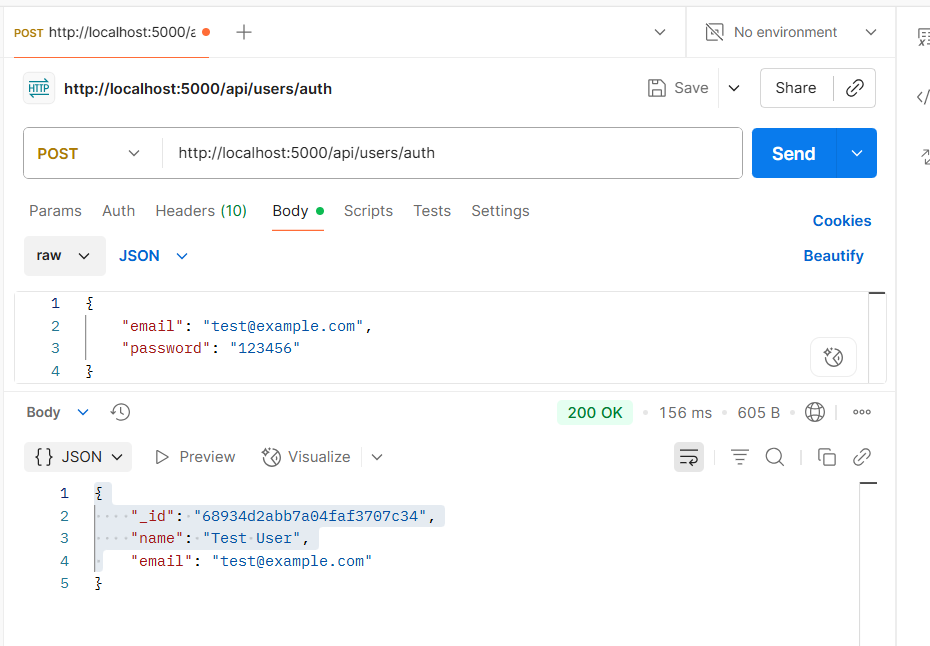 POST http://localhost:5000/a
No environment
HTTP http://localhost:5000/api/users/auth
Save
Share
POST http://localhost:5000/api/users/auth
Send
Params Auth Headers (10) Body Scripts Tests Settings
Cookies
raw JSON
Beautify
1 {
2 "email": "test@example.com",
3 "password": "123456"
4 }
Body 200 OK 156 ms 605 B
{} JSON Preview Visualize
1 {
2 "_id": "68934d2abb7a04faf3707c34",
3 "name": "Test User",
4 "email": "test@example.com"
5 }